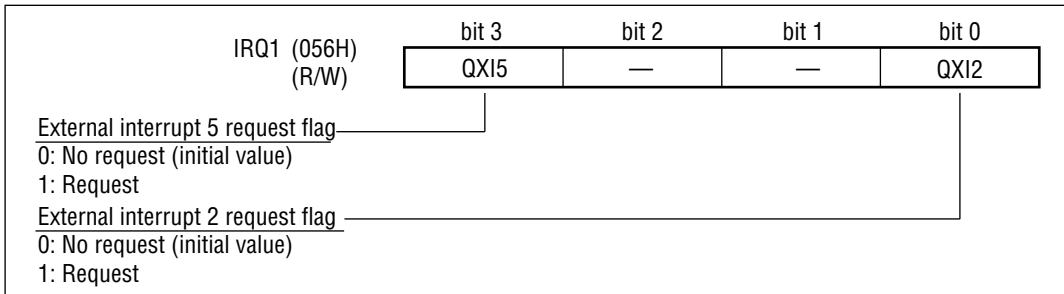 bit 3 bit 2 bit 1 bit 0
IRQ1 (056H)
(R/W)
QXI5 — — QXI2
External interrupt 5 request flag
0: No request (initial value)
1: Request
External interrupt 2 request flag
0: No request (initial value)
1: Request